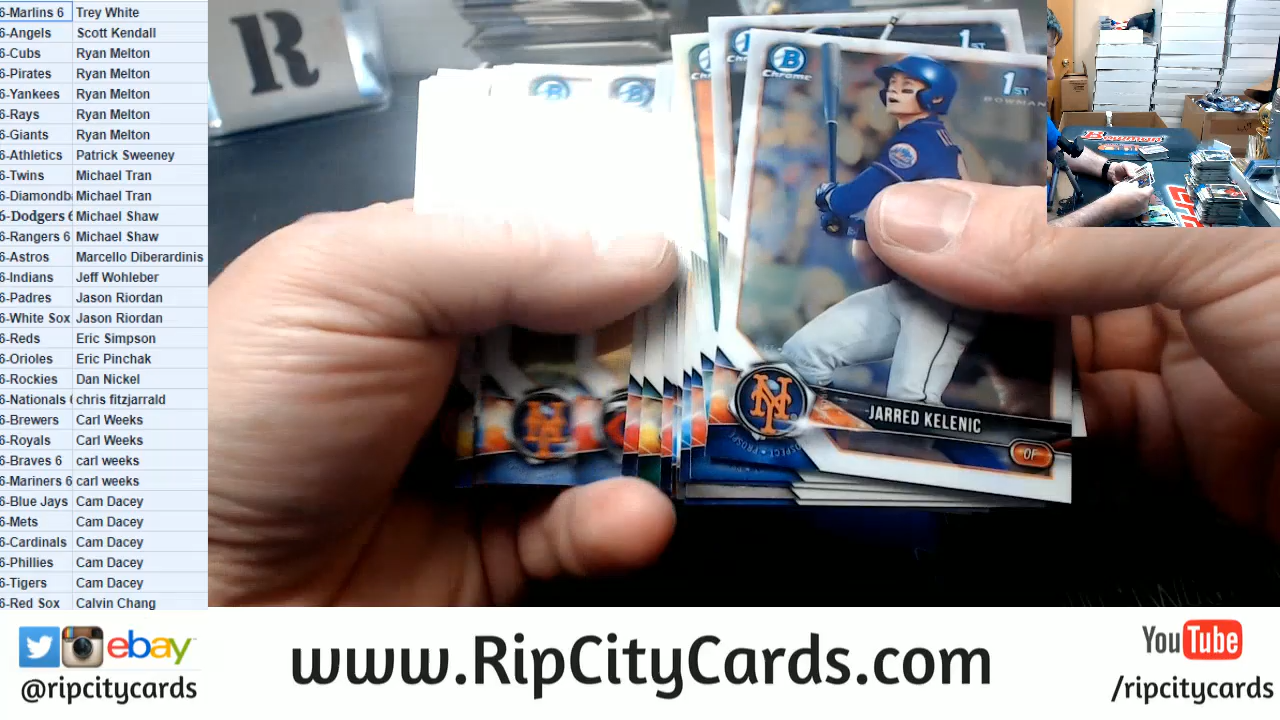 6-Marlins 6 Trey White
6-Angels Scott Kendall
6-Cubs Ryan Melton
6-Pirates Ryan Melton
6-Yankees Ryan Melton
6-Rays Ryan Melton
6-Giants Ryan Melton
6-Athletics Patrick Sweeney
6-Twins Michael Tran
6-Diamondb Michael Tran
6-Dodgers 6 Michael Shaw
6-Rangers 6 Michael Shaw
6-Astros Marcello Diberardinis
6-Indians Jeff Wohleber
6-Padres Jason Riordan
6-White Sox Jason Riordan
6-Reds Eric Simpson
6-Orioles Eric Pinchak
6-Rockies Dan Nickel
6-Nationals chris fitzjarrald
6-Brewers Carl Weeks
6-Royals Carl Weeks
6-Braves 6 carl weeks
6-Mariners 6 carl weeks
6-Blue Jays Cam Dacey
6-Mets Cam Dacey
6-Cardinals Cam Dacey
6-Phillies Cam Dacey
6-Tigers Cam Dacey
6-Red Sox Calvin Chang
R
B
Chrome
1ST
BOWMAN
1ST
NY
JARRED KELENIC
OF
Bowman
ebay
@ripcitycards
www.RipCityCards.com
YouTube
/ripcitycards